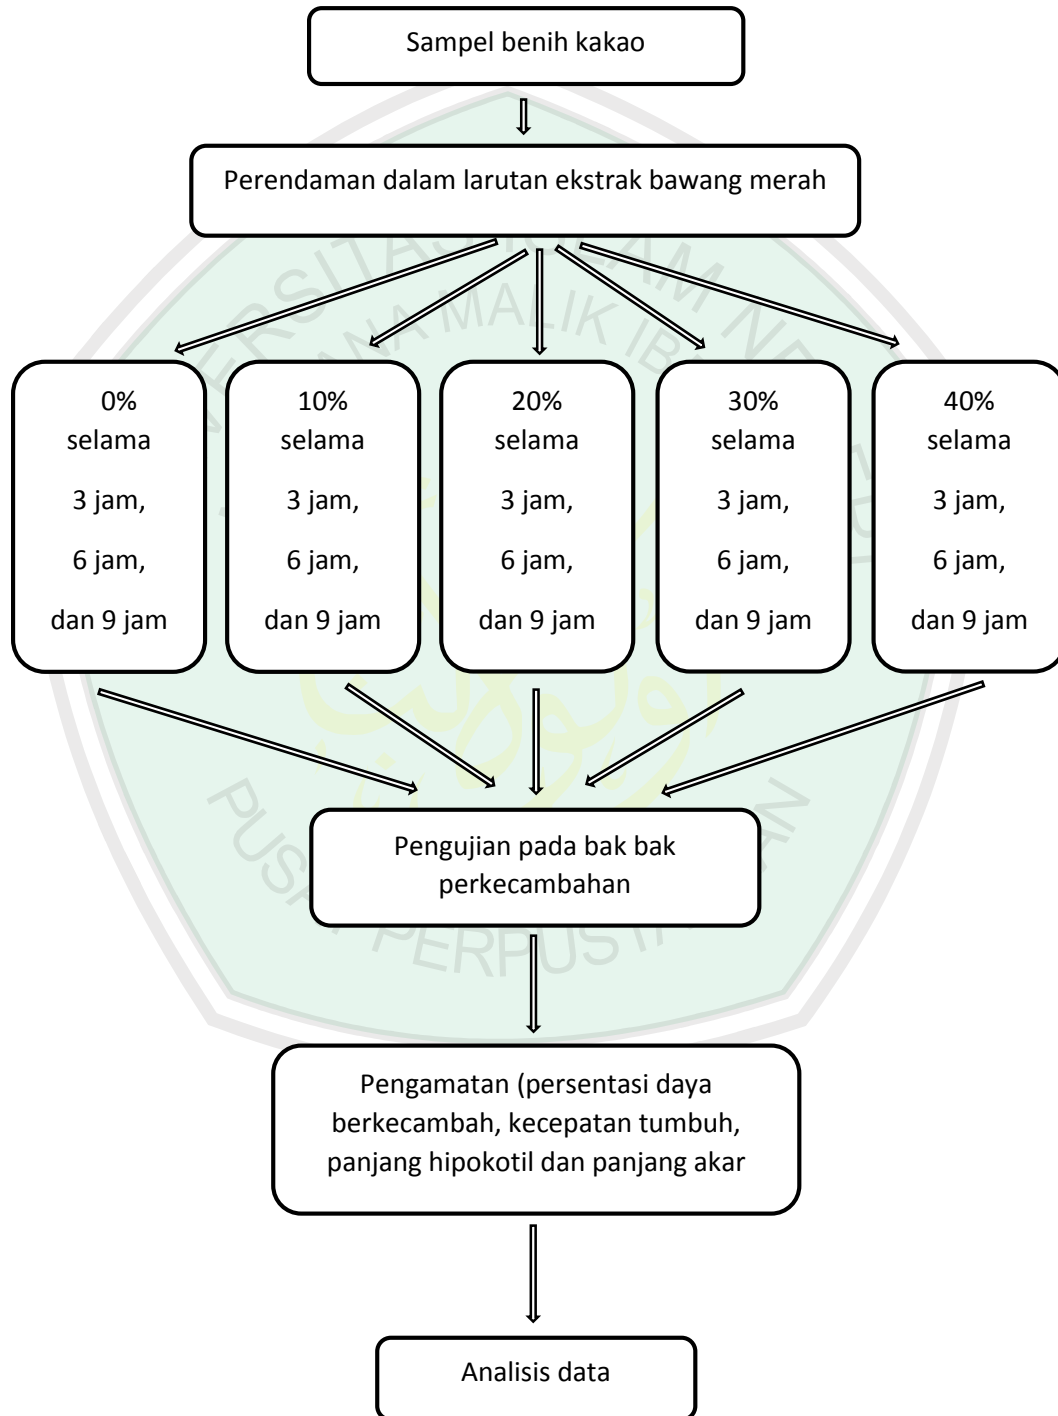 Sampel benih kakao
Perendaman dalam larutan ekstrak bawang merah
0%
selama
3 jam,
6 jam,
dan 9 jam
10%
selama
3 jam,
6 jam,
dan 9 jam
20%
selama
3 jam,
6 jam,
dan 9 jam
30%
selama
3 jam,
6 jam,
dan 9 jam
40%
selama
3 jam,
6 jam,
dan 9 jam
Pengujian pada bak bak
perkecambahan
Pengamatan (persentasi daya
berkecambah, kecepatan tumbuh,
panjang hipokotil dan panjang akar
Analisis data